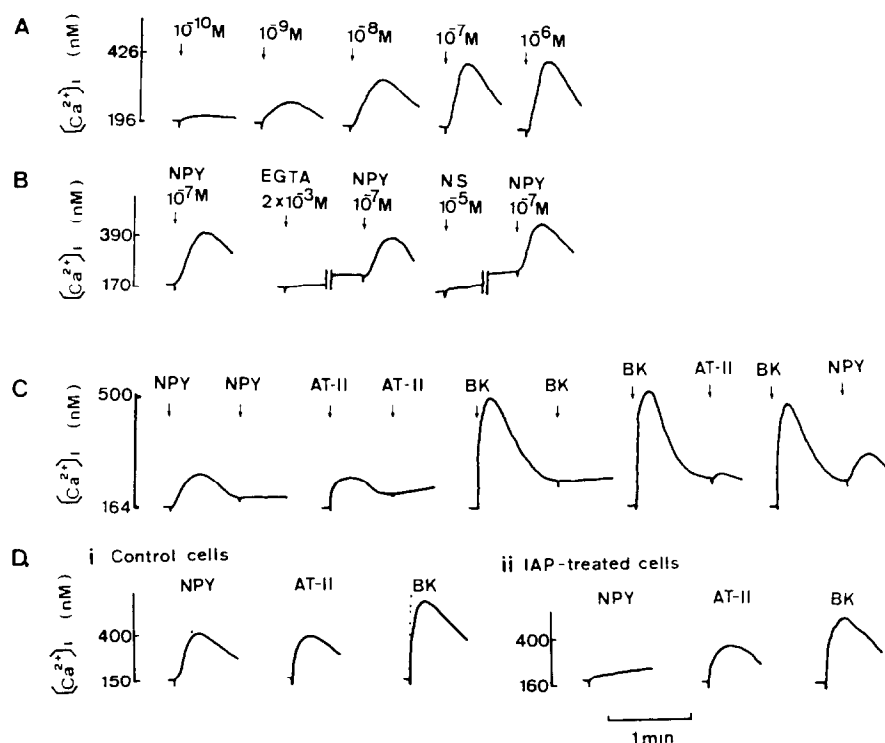 A
10⁻¹⁰M 10⁻⁹M 10⁻⁸M 10⁻⁷M 10⁻⁶M
[Ca²⁺]i (nM)
426
196
B
NPY EGTA NPY NS NPY
10⁻⁷M 2×10⁻³M 10⁻⁷M 10⁻⁵M 10⁻⁷M
[Ca²⁺]i (nM)
390
170
C
NPY NPY AT-II AT-II BK BK BK AT-II BK NPY
[Ca²⁺]i (nM)
500
164
D. i Control cells ii IAP-treated cells
NPY AT-II BK NPY AT-II BK
[Ca²⁺]i (nM)
400
150
400
160
1min